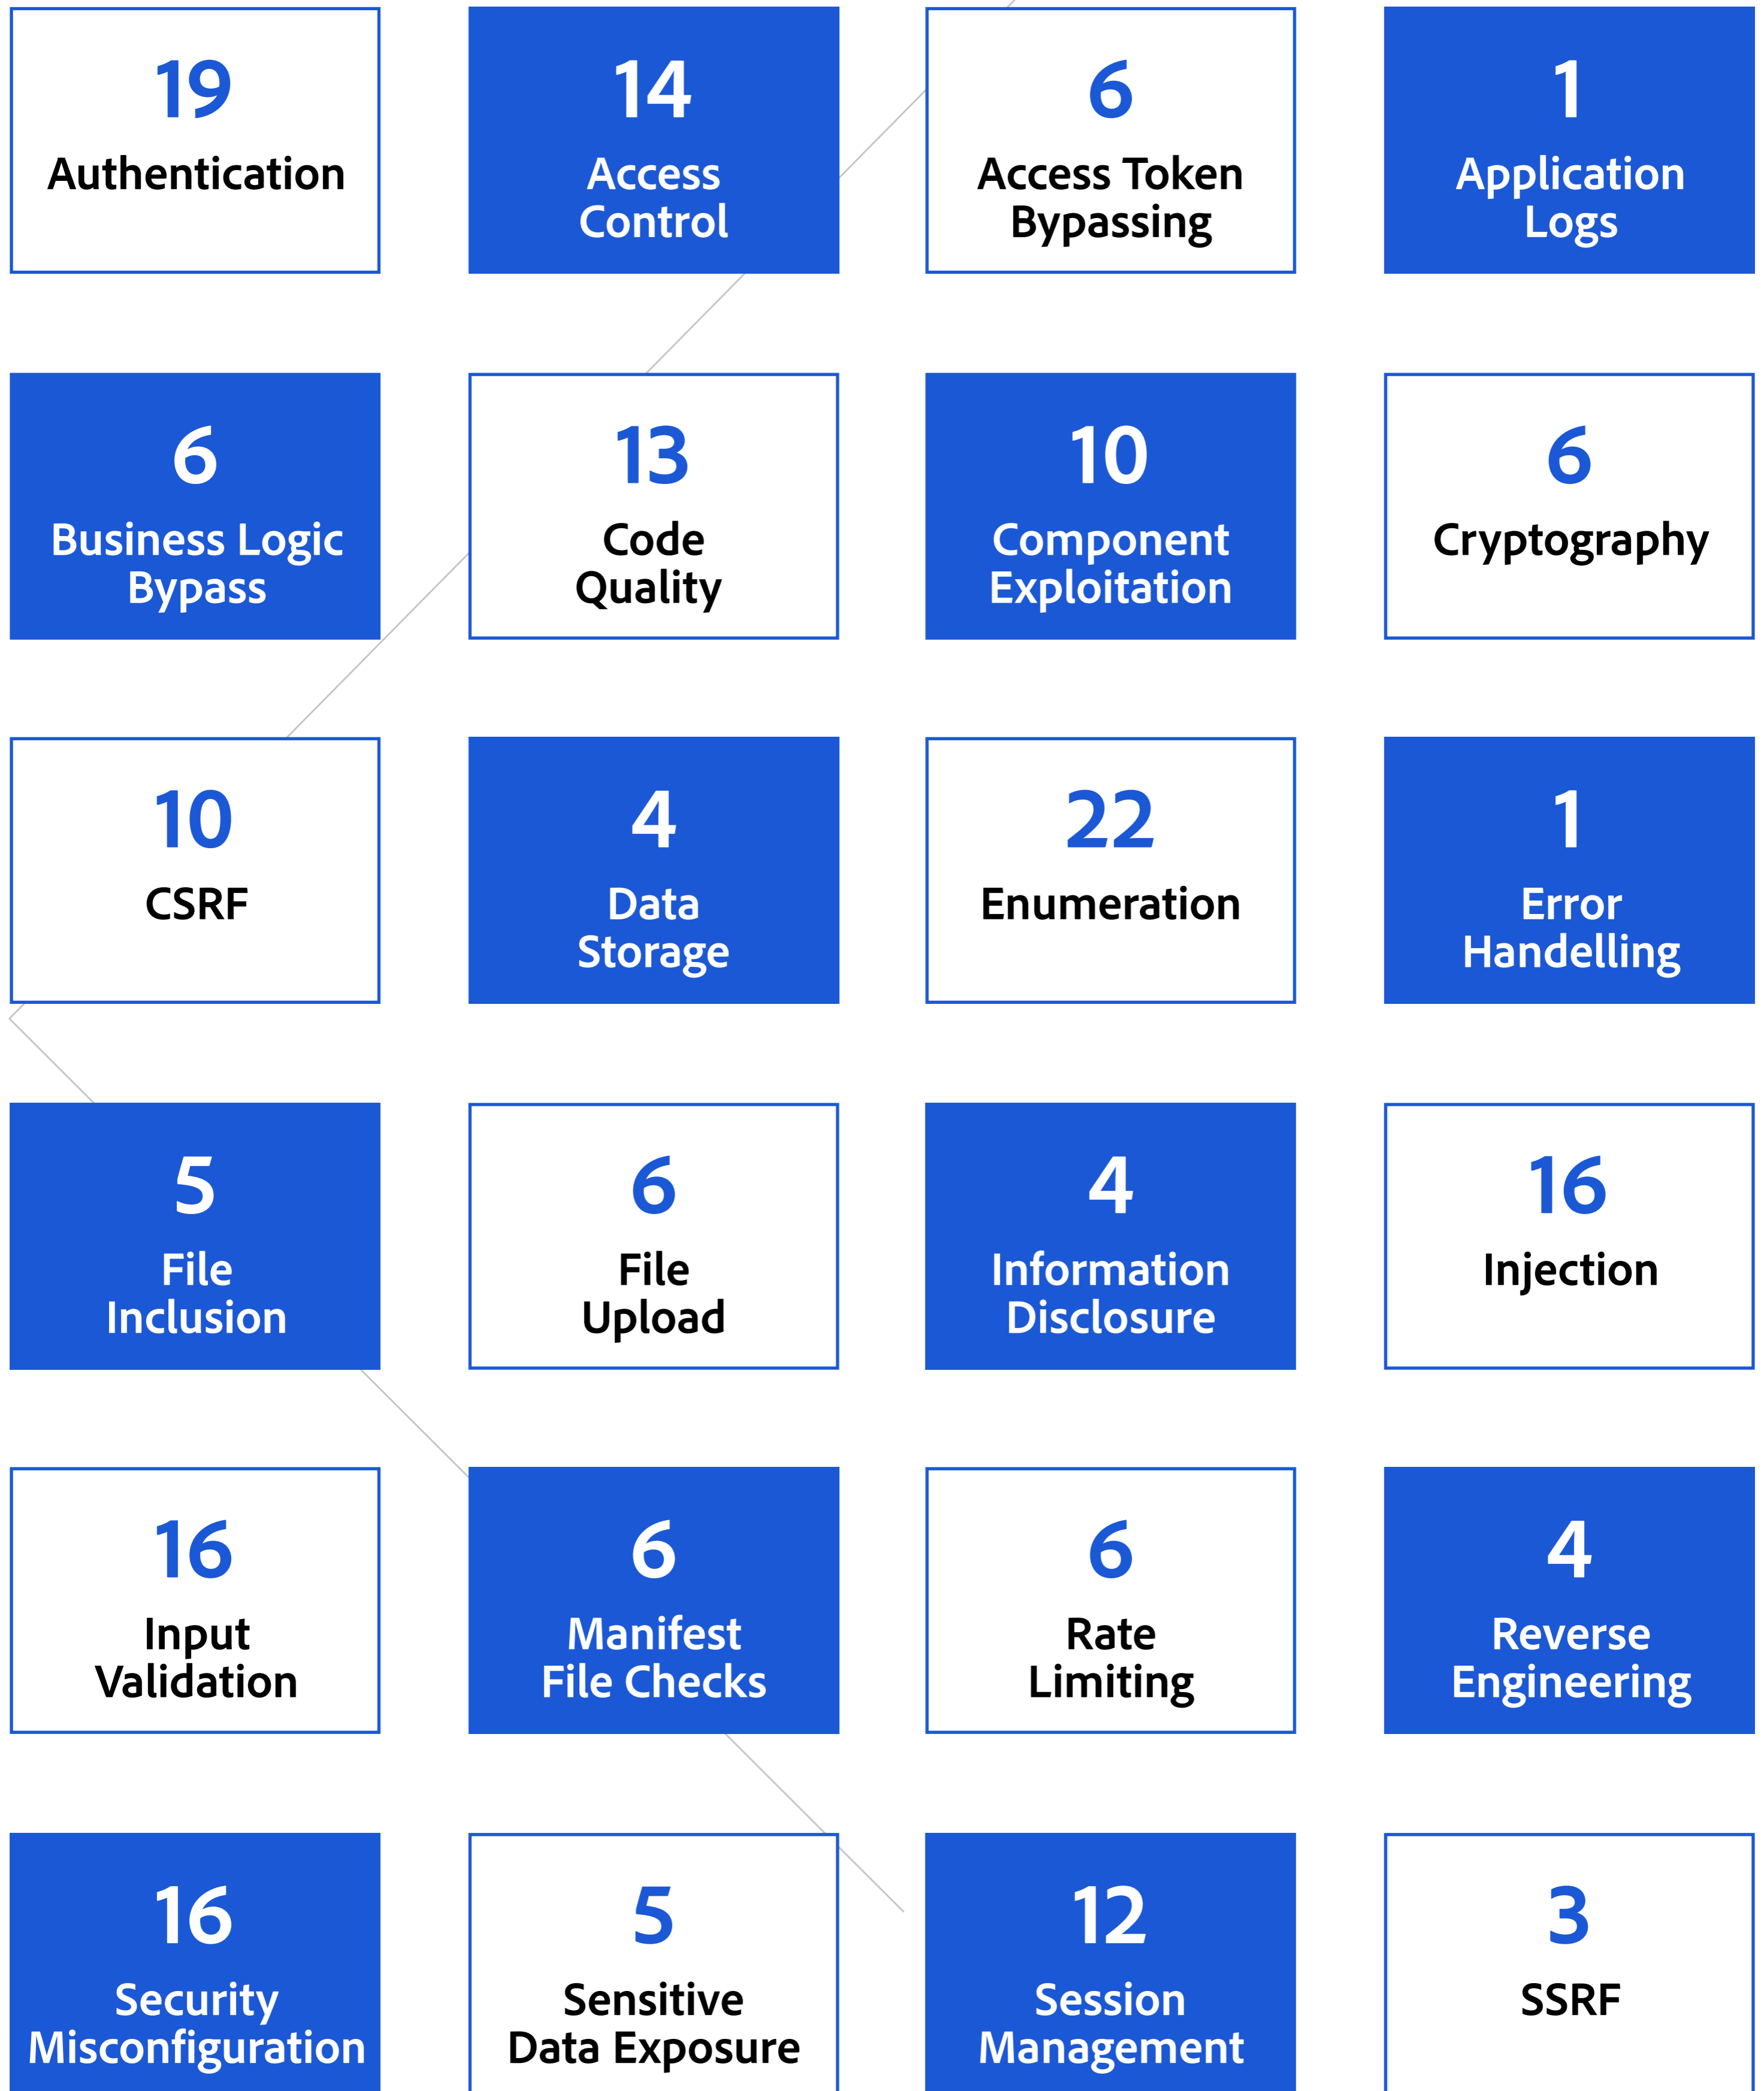 19
Authentication
14
Access
Control
6
Access Token
Bypassing
1
Application
Logs
6
Business Logic
Bypass
13
Code
Quality
10
Component
Exploitation
6
Cryptography
10
CSRF
4
Data
Storage
22
Enumeration
1
Error
Handelling
5
File
Inclusion
6
File
Upload
4
Information
Disclosure
16
Injection
16
Input
Validation
6
Manifest
File Checks
6
Rate
Limiting
4
Reverse
Engineering
16
Security
Misconfiguration
5
Sensitive
Data Exposure
12
Session
Management
3
SSRF